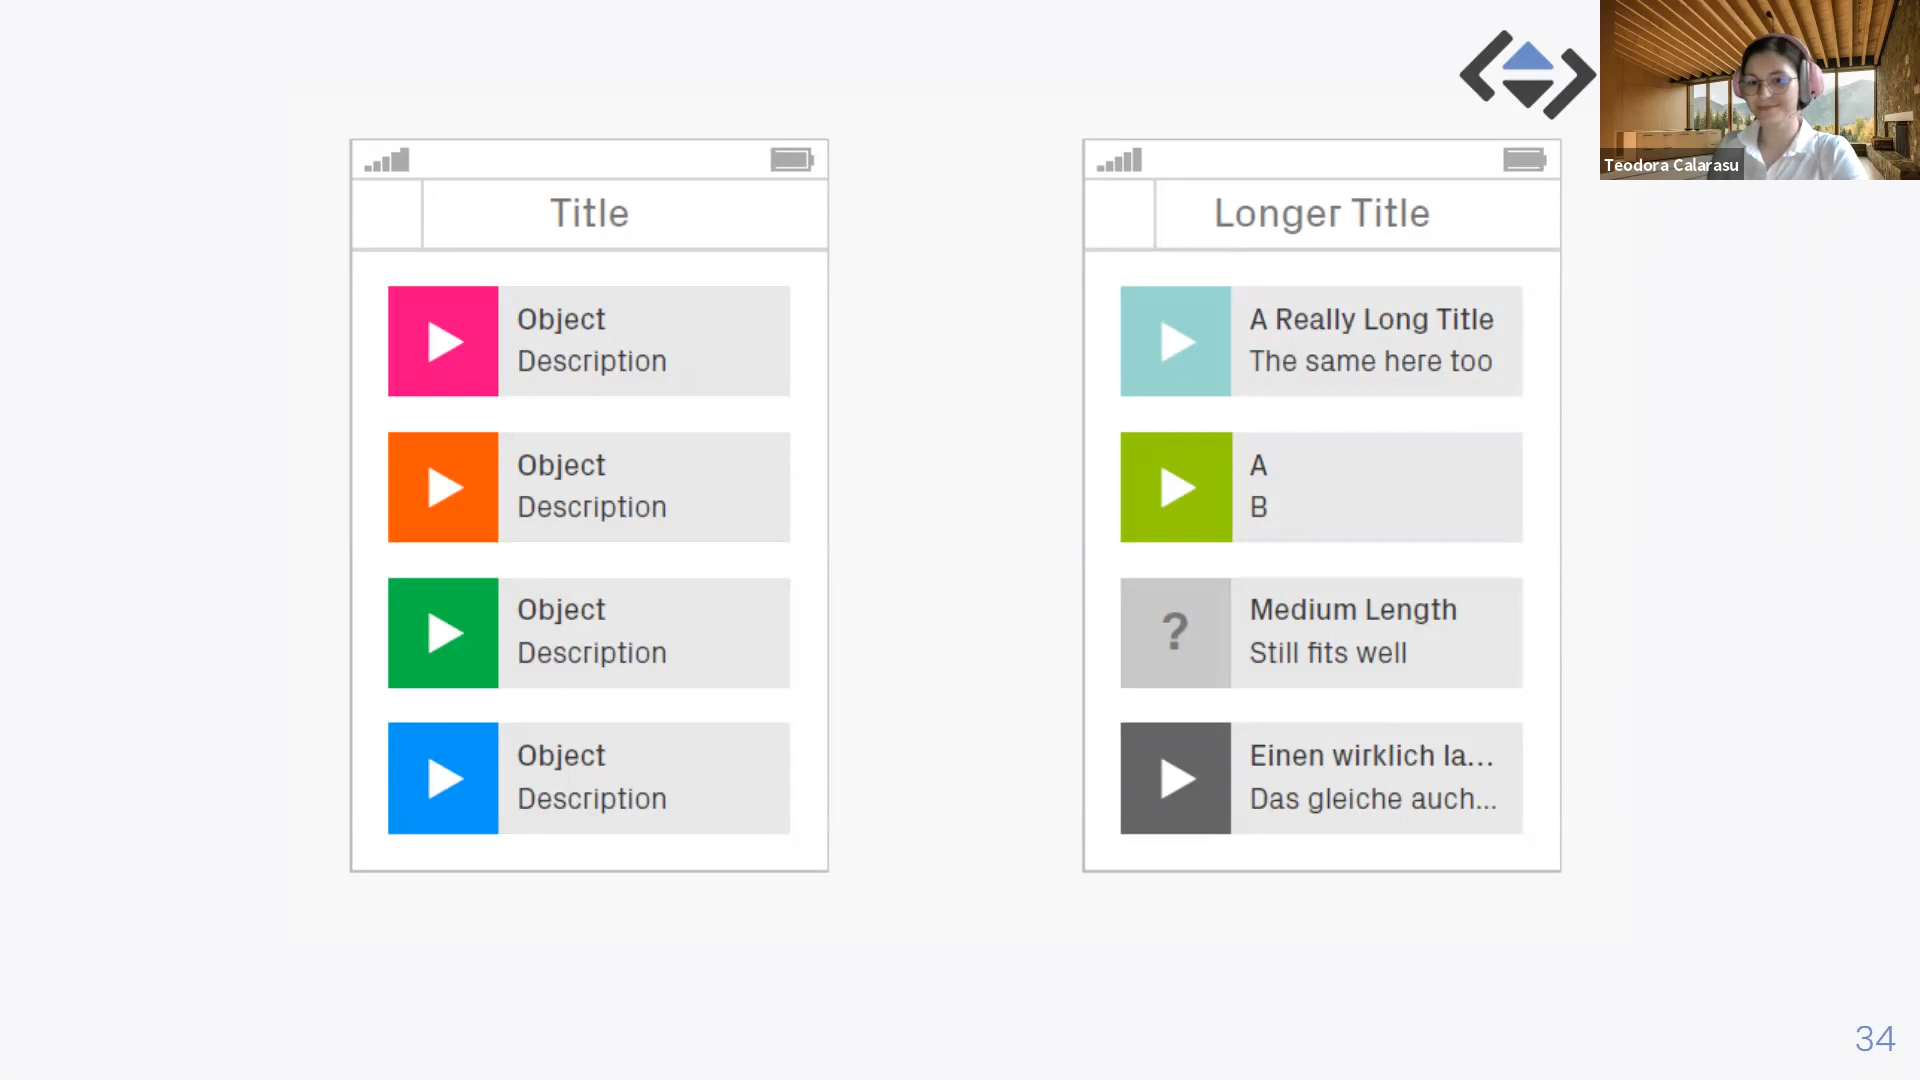 Teodora Calarasu
Title
Object
Description
Object
Description
Object
Description
Object
Description
Longer Title
A Really Long Title
The same here too
A
B
?
Medium Length
Still fits well
Einen wirklich la...
Das gleiche auch...
34